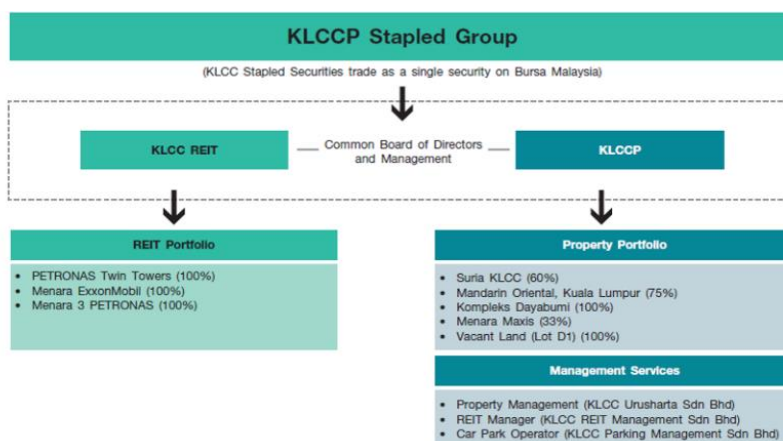 KLCCP Stapled Group
(KLCC Stapled Securities trade as a single security on Bursa Malaysia)
KLCC REIT
Common Board of Directors
and Management
KLCCP
REIT Portfolio
• PETRONAS Twin Towers (100%)
• Menara ExxonMobil (100%)
• Menara 3 PETRONAS (100%)
Property Portfolio
• Suria KLCC (60%)
• Mandarin Oriental, Kuala Lumpur (75%)
• Kompleks Dayabumi (100%)
• Menara Maxis (33%)
• Vacant Land (Lot D1) (100%)
Management Services
• Property Management (KLCC Urusharta Sdn Bhd)
• REIT Manager (KLCC REIT Management Sdn Bhd)
• Car Park Operator (KLCC Parking Management Sdn Bhd)